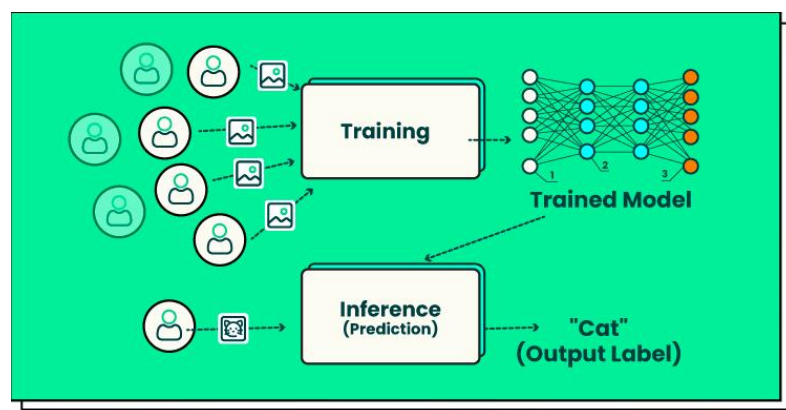 Training
1
2
3
Trained Model
Inference
(Prediction)
"Cat"
(Output Label)